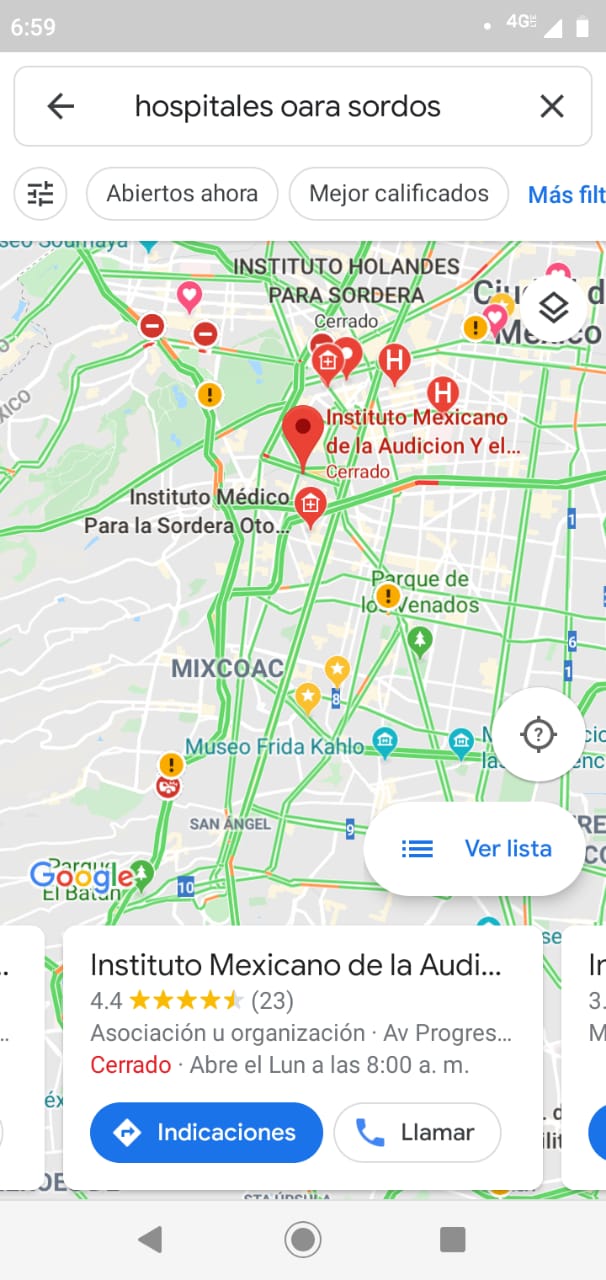 6:59
4G
hospitales oara sordos
Abiertos ahora
Mejor calificados
Más filt
INSTITUTO HOLANDES
PARA SORDERA
Cerrado
H
H
Instituto Mexicano
de la Audicion Y el...
Cerrado
Instituto Médico
Para la Sordera Oto...
1
Parque de
los Venados
6
1
MIXCOAC
8
Museo Frida Kahlo
SAN ÁNGEL
9
Ver lista
Google
Parque
El Batán
10
Instituto Mexicano de la Audi...
4.4 (23)
Asociación u organización · Av Progres...
Cerrado · Abre el Lun a las 8:00 a. m.
Indicaciones
Llamar
STA ÚRSULA